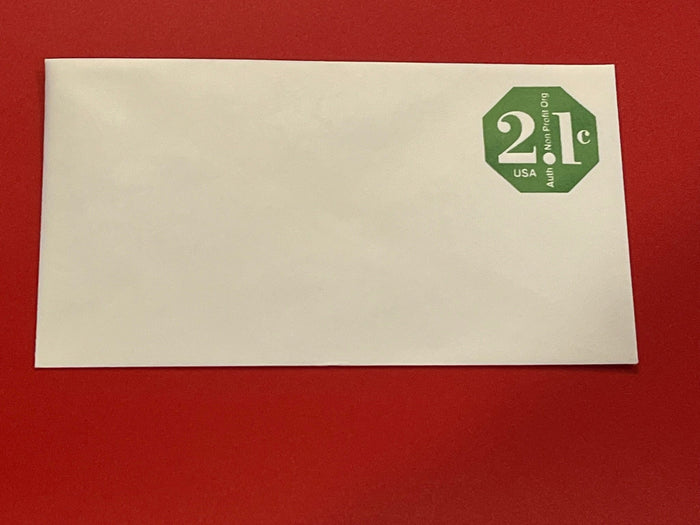 2.1c
USA
Auth Non Profit Org